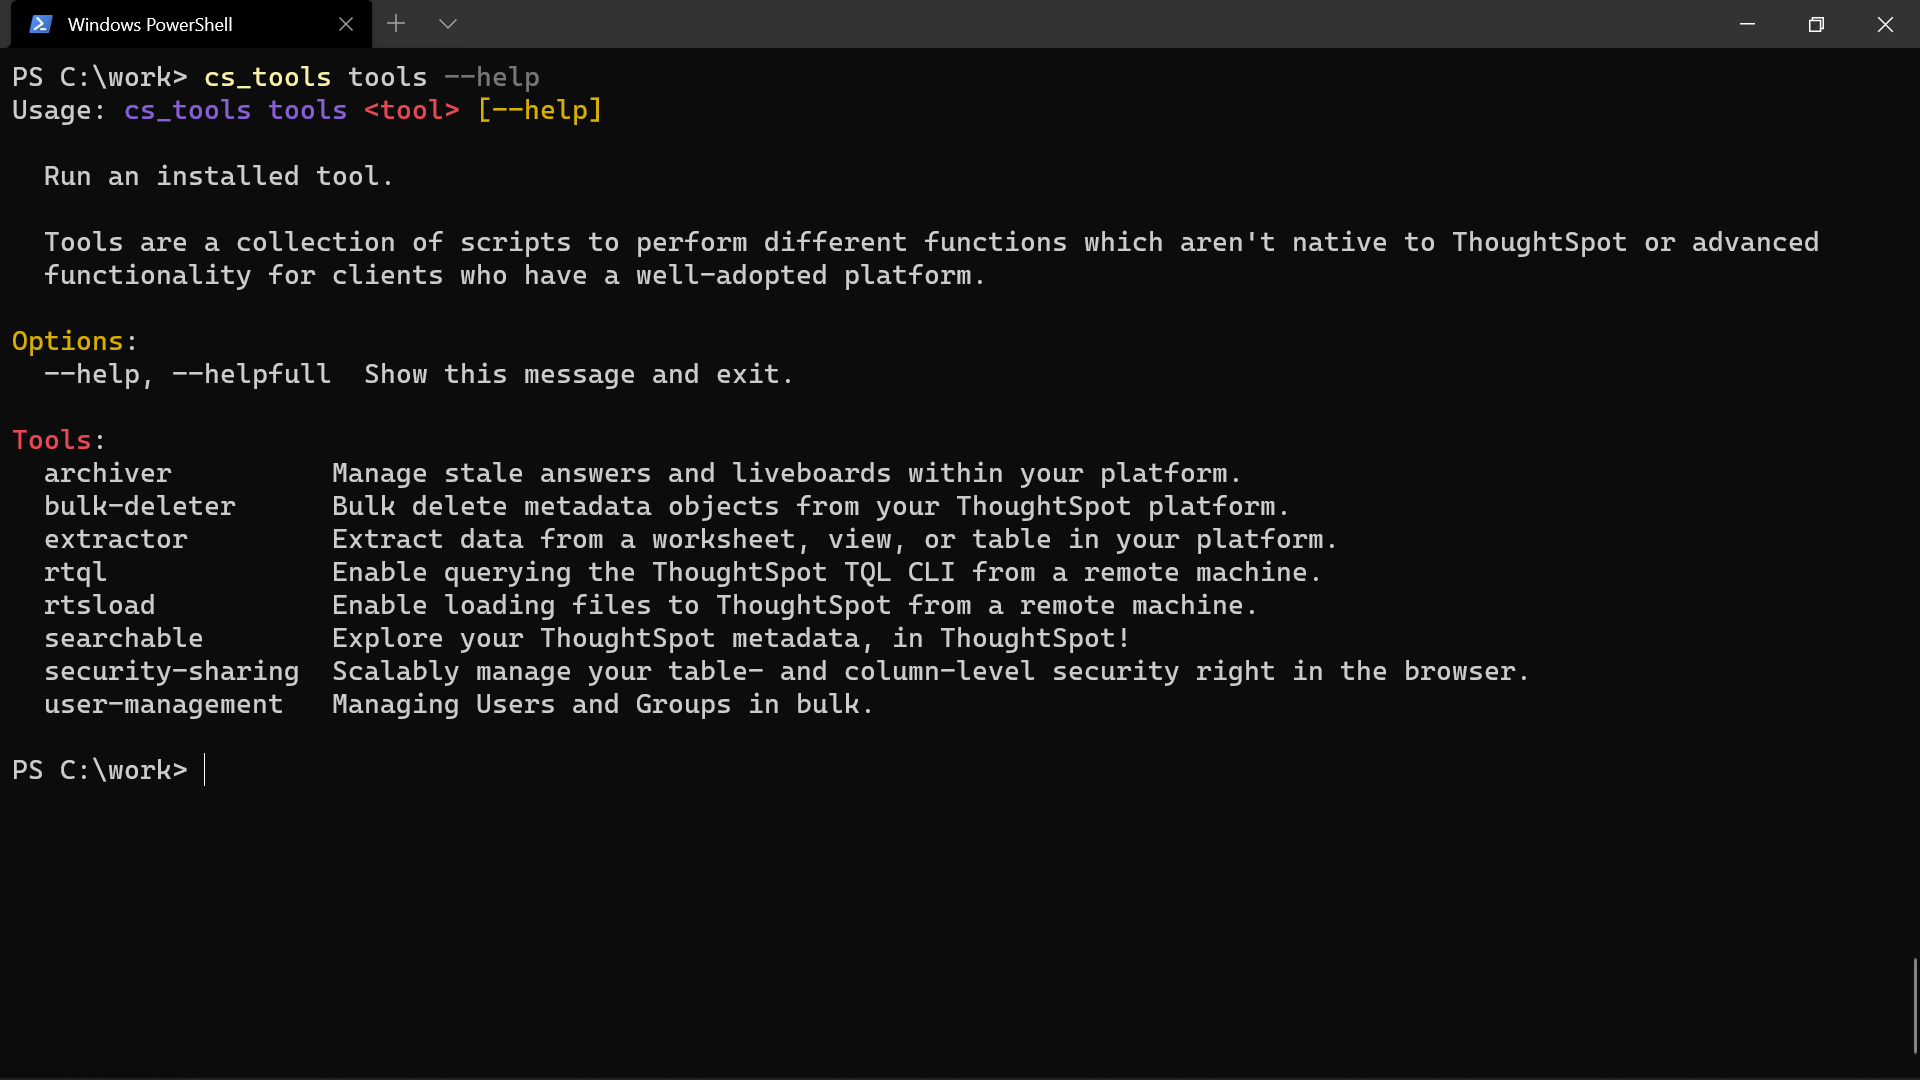 Windows PowerShell
PS C:\work> cs_tools tools --help
Usage: cs_tools tools <tool> [--help]
Run an installed tool.
Tools are a collection of scripts to perform different functions which aren't native to ThoughtSpot or advanced
functionality for clients who have a well-adopted platform.
Options:
--help, --helpfull  Show this message and exit.
Tools:
archiver          Manage stale answers and liveboards within your platform.
bulk-deleter      Bulk delete metadata objects from your ThoughtSpot platform.
extractor         Extract data from a worksheet, view, or table in your platform.
rtql              Enable querying the ThoughtSpot TQL CLI from a remote machine.
rtsload           Enable loading files to ThoughtSpot from a remote machine.
searchable        Explore your ThoughtSpot metadata, in ThoughtSpot!
security-sharing  Scalably manage your table- and column-level security right in the browser.
user-management   Managing Users and Groups in bulk.
PS C:\work>